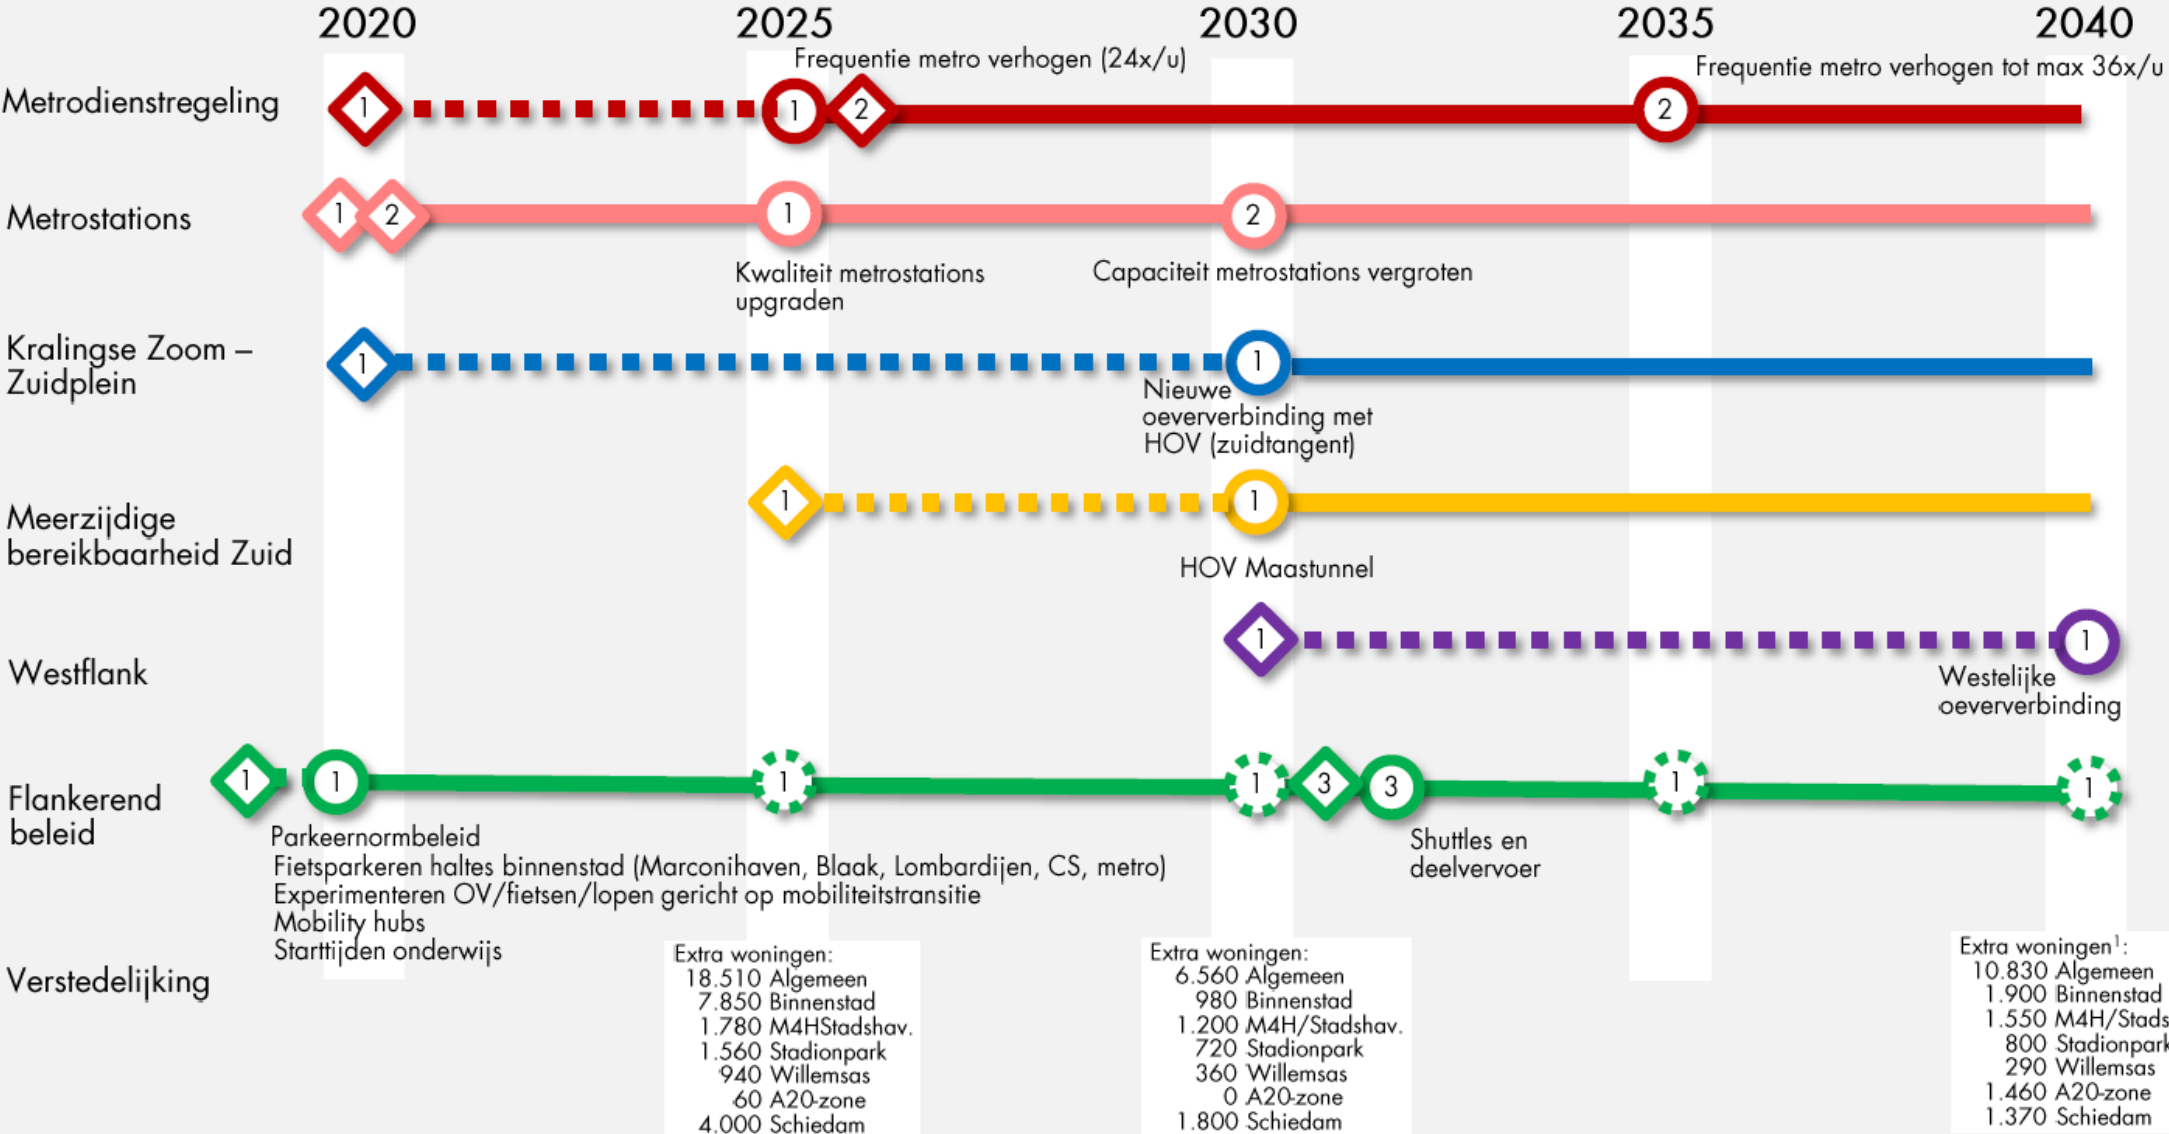 2020 2025 2030 2035 2040
Frequentie metro verhogen (24x/u)
Frequentie metro verhogen tot max 36x/u
Metrodienstregeling
1 1 2 2
Metrostations
1 2 1 2
Kwaliteit metrostations
upgraden
Capaciteit metrostations vergroten
Kralingse Zoom –
Zuidplein
1 1
Nieuwe
oeververbinding met
HOV (zuidtangent)
Meerzijdige
bereikbaarheid Zuid
1 1
HOV Maastunnel
Westflank
1 1
Westelijke
oeververbinding
Flankerend
beleid
1 1 1 1 3 3 1 1
Parkeernormbeleid
Fietsparkeren haltes binnenstad (Marconihaven, Blaak, Lombardijen, CS, metro)
Experimenteren OV/fietsen/lopen gericht op mobiliteitstransitie
Mobility hubs
Starttijden onderwijs
Shuttles en
deelvervoer
Verstedelijking
Extra woningen:
18.510 Algemeen
7.850 Binnenstad
1.780 M4HStadshav.
1.560 Stadionpark
940 Willemsas
60 A20-zone
4.000 Schiedam
Extra woningen:
6.560 Algemeen
980 Binnenstad
1.200 M4H/Stadshav.
720 Stadionpark
360 Willemsas
0 A20-zone
1.800 Schiedam
Extra woningen¹:
10.830 Algemeen
1.900 Binnenstad
1.550 M4H/Stads
800 Stadionpark
290 Willemsas
1.460 A20-zone
1.370 Schiedam